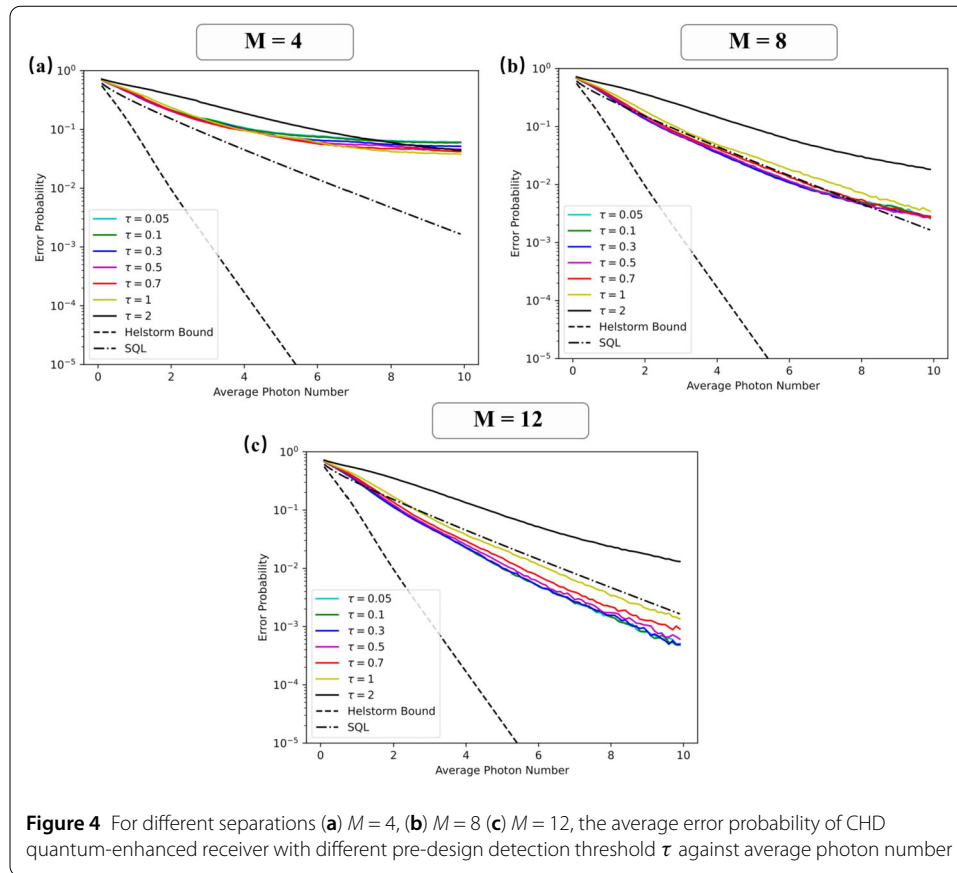 M = 4
(a)
10⁰
10⁻¹
10⁻²
10⁻³
10⁻⁴
10⁻⁵
Error Probability
τ = 0.05
τ = 0.1
τ = 0.3
τ = 0.5
τ = 0.7
τ = 1
τ = 2
Helstorm Bound
SQL
0 2 4 6 8 10
Average Photon Number
M = 8
(b)
10⁰
10⁻¹
10⁻²
10⁻³
10⁻⁴
10⁻⁵
Error Probability
τ = 0.05
τ = 0.1
τ = 0.3
τ = 0.5
τ = 0.7
τ = 1
τ = 2
Helstorm Bound
SQL
0 2 4 6 8 10
Average Photon Number
M = 12
(c)
10⁰
10⁻¹
10⁻²
10⁻³
10⁻⁴
10⁻⁵
Error Probability
τ = 0.05
τ = 0.1
τ = 0.3
τ = 0.5
τ = 0.7
τ = 1
τ = 2
Helstorm Bound
SQL
0 2 4 6 8 10
Average Photon Number
Figure 4 For different separations (a) M = 4, (b) M = 8 (c) M = 12, the average error probability of CHD
quantum-enhanced receiver with different pre-design detection threshold τ against average photon number